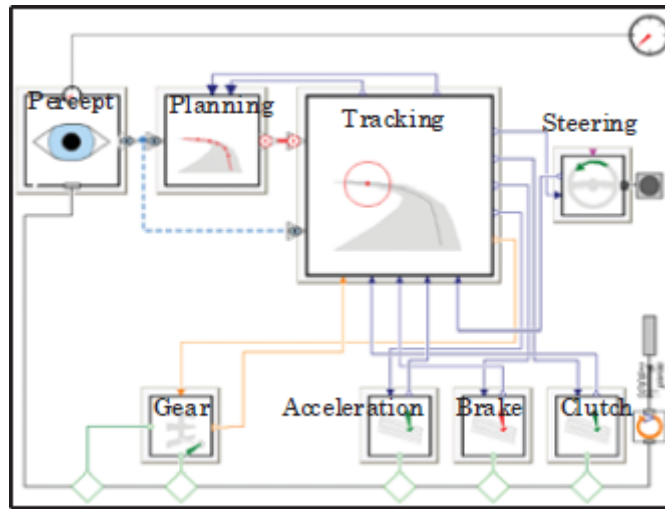 Percept
Planning
Tracking
Steering
Gear
Acceleration
Brake
Clutch